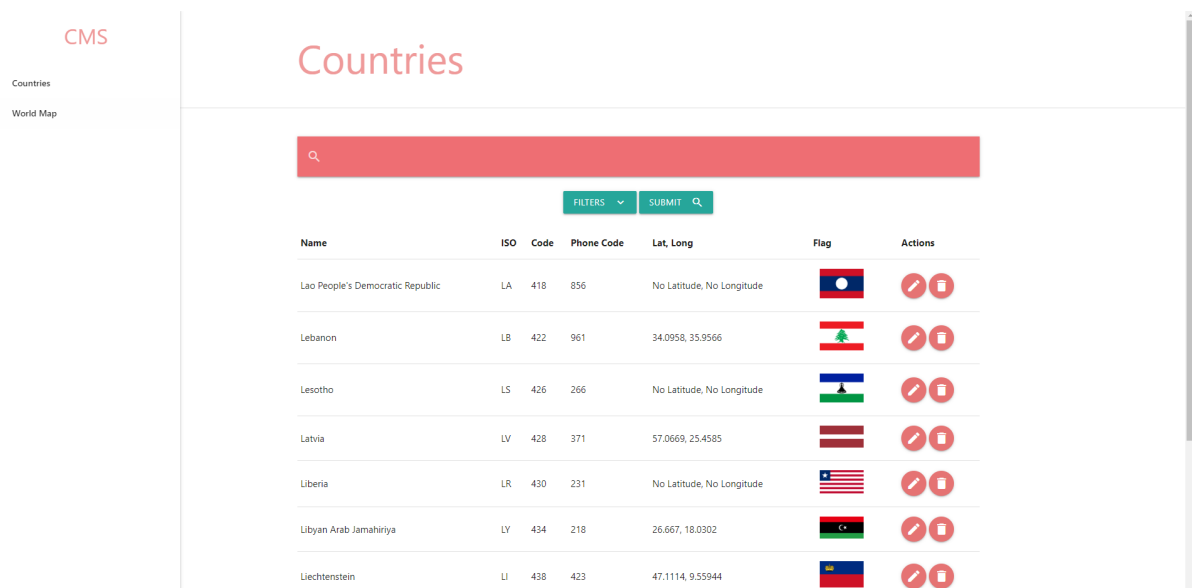 CMS
Countries
World Map
Countries
FILTERS SUBMIT
Name ISO Code Phone Code Lat, Long Flag Actions
Lao People's Democratic Republic LA 418 856 No Latitude, No Longitude
Lebanon LB 422 961 34.0958, 35.9566
Lesotho LS 426 266 No Latitude, No Longitude
Latvia LV 428 371 57.0669, 25.4585
Liberia LR 430 231 No Latitude, No Longitude
Libyan Arab Jamahiriya LY 434 218 26.667, 18.0302
Liechtenstein LI 438 423 47.1114, 9.55944